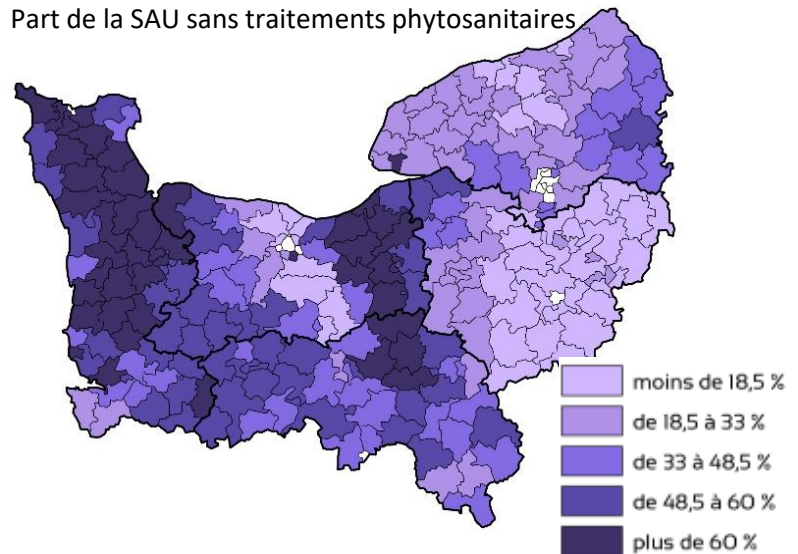 Part de la SAU sans traitements phytosanitaires
moins de 18,5 %
de 18,5 à 33 %
de 33 à 48,5 %
de 48,5 à 60 %
plus de 60 %